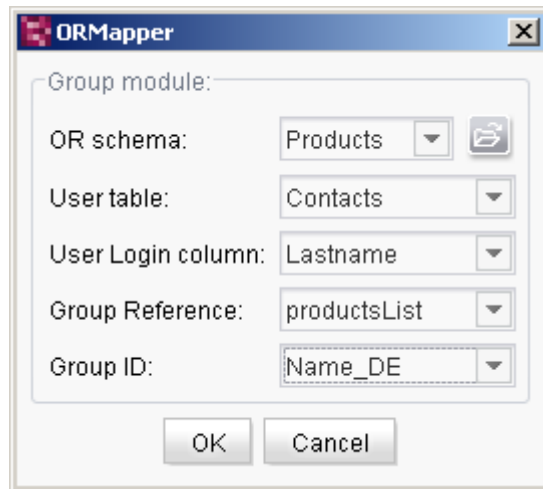 ORMapper
Group module:
OR schema: Products
User table: Contacts
User Login column: Lastname
Group Reference: productsList
Group ID: Name_DE
OK Cancel